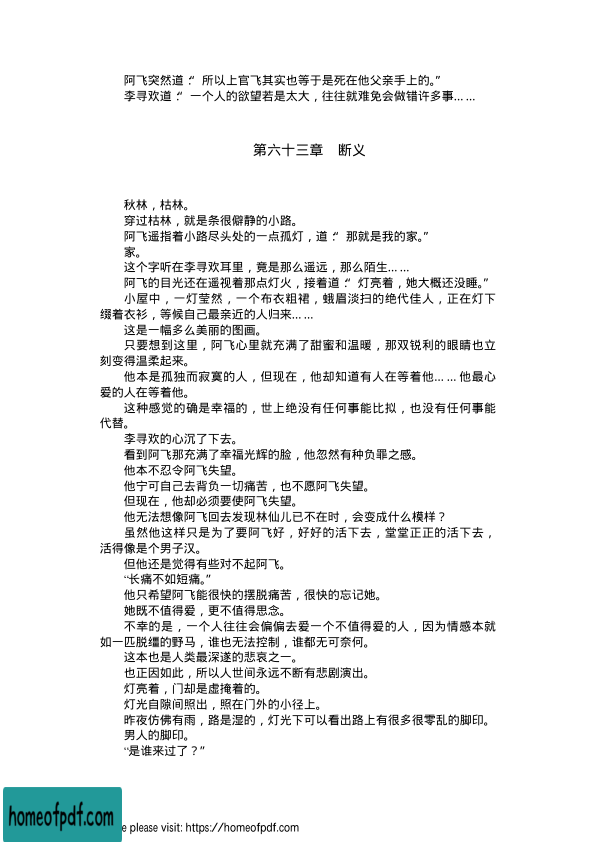 阿飞突然道：“所以上官飞其实也等于是死在他父亲手上的。”
李寻欢道：“一个人的欲望若是太大，往往就难免会做错许多事……
第六十三章　断义
秋林，枯林。
穿过枯林，就是条很僻静的小路。
阿飞遥指着小路尽头处的一点孤灯，道：“那就是我的家。”
家。
这个字听在李寻欢耳里，竟是那么遥远，那么陌生……
阿飞的目光还在遥视着那点灯火，接着道：“灯亮着，她大概还没睡。”
小屋中，一灯莹然，一个布衣粗裙，蛾眉淡扫的绝代佳人，正在灯下
缀着衣衫，等候自己最亲近的人归来……
这是一幅多么美丽的图画。
只要想到这里，阿飞心里就充满了甜蜜和温暖，那双锐利的眼睛也立
刻变得温柔起来。
他本是孤独而寂寞的人，但现在，他却知道有人在等着他……他最心
爱的人在等着他。
这种感觉的确是幸福的，世上绝没有任何事能比拟，也没有任何事能
代替。
李寻欢的心沉了下去。
看到阿飞那充满了幸福光辉的脸，他忽然有种负罪之感。
他本不忍令阿飞失望。
他宁可自己去背负一切痛苦，也不愿阿飞失望。
但现在，他却必须要使阿飞失望。
他无法想像阿飞回去发现林仙儿已不在时，会变成什么模样？
虽然他这样只是为了要阿飞好，好好的活下去，堂堂正正的活下去，
活得像是个男子汉。
但他还是觉得有些对不起阿飞。
“长痛不如短痛。”
他只希望阿飞能很快的摆脱痛苦，很快的忘记她。
她既不值得爱，更不值得思念。
不幸的是，一个人往往会偏偏去爱一个不值得爱的人，因为情感本就
如一匹脱缰的野马，谁也无法控制，谁都无可奈何。
这本也是人类最深邃的悲哀之一。
也正因如此，所以人世间永远不断有悲剧演出。
灯亮着，门却是虚掩着的。
灯光自隙间照出，照在门外的小径上。
昨夜仿佛有雨，路是湿的，灯光下可以看出路上有很多很零乱的脚印。
男人的脚印。
“是谁来过了？”
homeofpdf.com
e please visit: https://homeofpdf.com